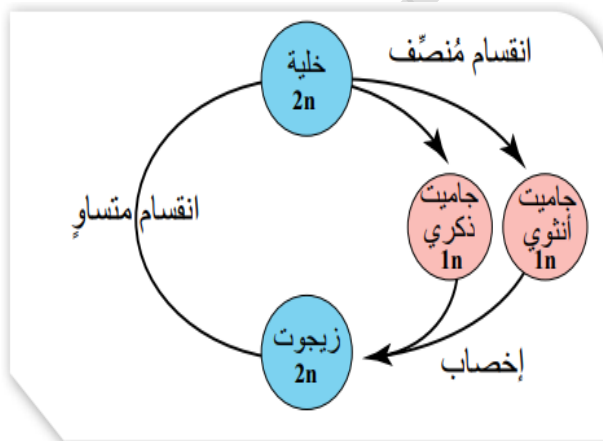 انقسام مُنصِّف
خلية
2n
جاميت
أنثوي
1n
جاميت
ذكري
1n
انقسام متساوٍ
زيجوت
2n
إخصاب